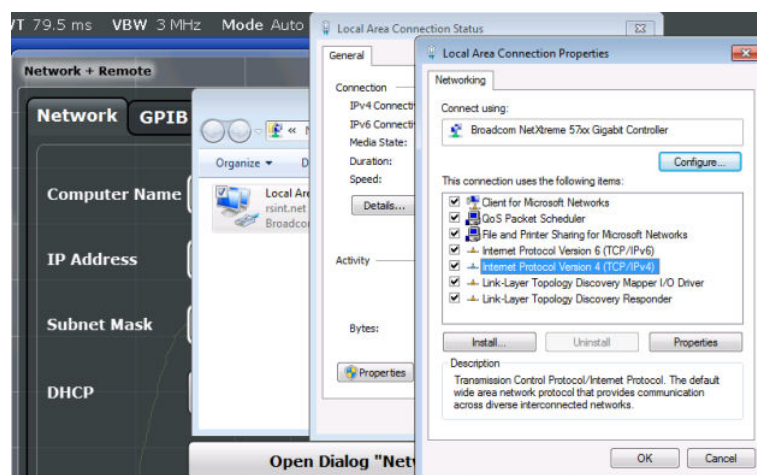 VT 79.5 ms VBW 3 MHz Mode Auto
Network + Remote
Network GPIB
Computer Name
IP Address
Subnet Mask
DHCP
Open Dialog "Net
Organize
Local Are
rsint.net
Broadcor
Local Area Connection Status
General
Connection
IPv4 Connecti
IPv6 Connecti
Media State:
Duration:
Speed:
Details...
Activity
Bytes:
Properties
Local Area Connection Properties
Networking
Connect using:
Broadcom NetXtreme 57xx Gigabit Controller
Configure...
This connection uses the following items:
Client for Microsoft Networks
QoS Packet Scheduler
File and Printer Sharing for Microsoft Networks
Internet Protocol Version 6 (TCP/IPv6)
Internet Protocol Version 4 (TCP/IPv4)
Link-Layer Topology Discovery Mapper I/O Driver
Link-Layer Topology Discovery Responder
Install... Uninstall Properties
Description
Transmission Control Protocol/Internet Protocol. The default
wide area network protocol that provides communication
across diverse interconnected networks.
OK Cancel